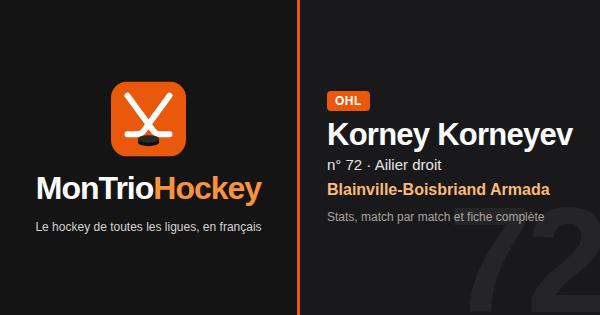 MonTrioHockey
Le hockey de toutes les ligues, en français
OHL
Korney Korneyev
n° 72 · Ailier droit
Blainville-Boisbriand Armada
Stats, match par match et fiche complète
72